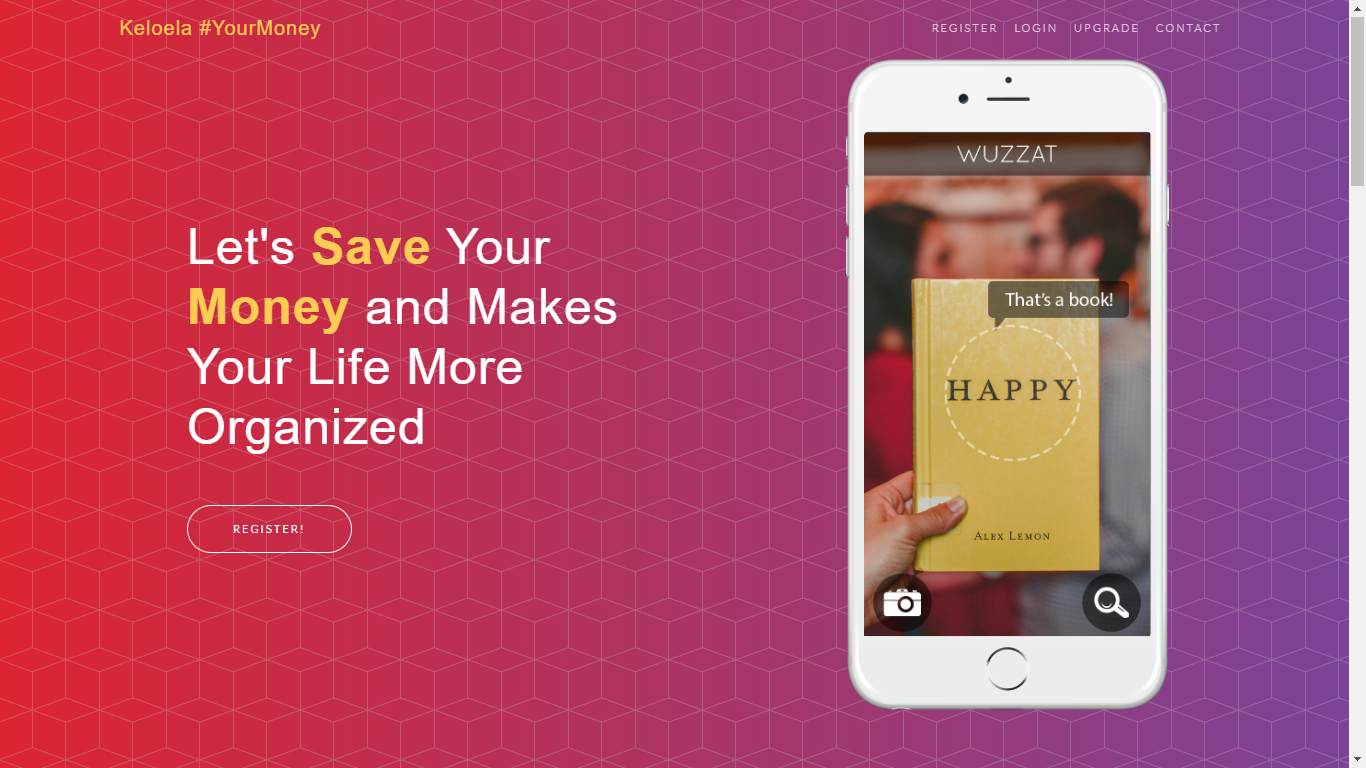 Keloela #YourMoney
REGISTER LOGIN UPGRADE CONTACT
Let's Save Your
Money and Makes
Your Life More
Organized
REGISTER!
WUZZAT
That's a book!
HAPPY
ALEX LEMON